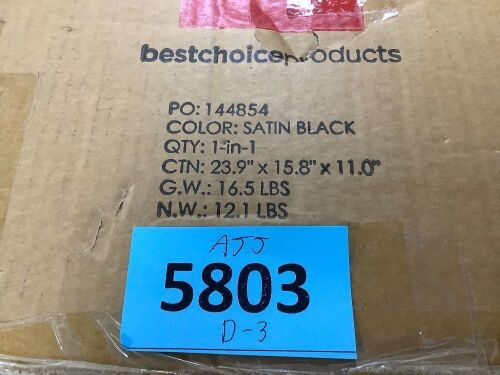 bestchoiceproducts
PO: 144854
COLOR: SATIN BLACK
QTY: 1-in-1
CTN: 23.9" x 15.8" x 11.0"
G.W.: 16.5 LBS
N.W.: 12.1 LBS
AJJ
5803
D-3